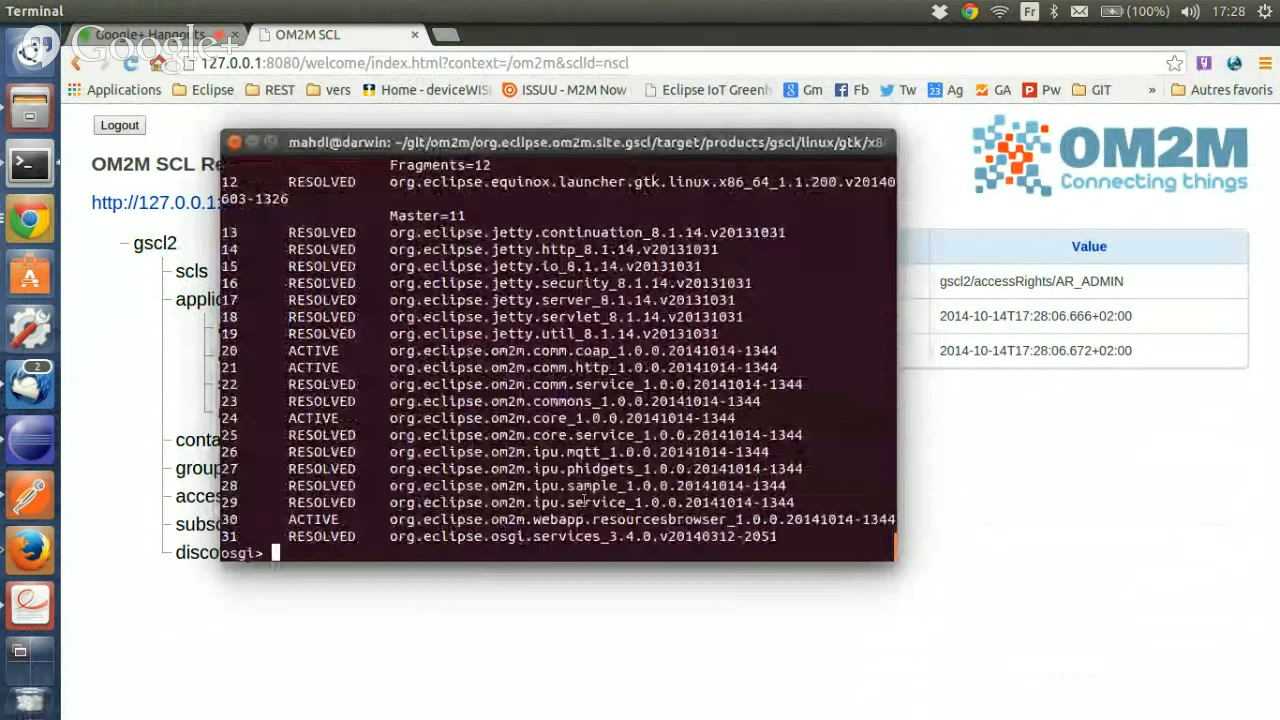 Terminal
Fr
(100%)
17:28
Google+ Hangouts
OM2M SCL
Google+
127.0.0.1:8080/welcome/index.html?context=/om2m&sclId=nscl
Applications
Eclipse
REST
vers
Home - deviceWIS
ISSUU - M2M Now
Eclipse IoT Greenh
Gm
Fb
Tw
23
Ag
GA
Pw
GIT
»
Autres favoris
Logout
OM2M SCL Re
http://127.0.0.1:
OM2M
Connecting things
gscl2
scls
applic
conta
group
acces
subsc
disco
Value
gscl2/accessRights/AR_ADMIN
2014-10-14T17:28:06.666+02:00
2014-10-14T17:28:06.672+02:00
mahdi@darwin: ~/git/om2m/org.eclipse.om2m.site.gscl/target/products/gscl/linux/gtk/x8
Fragments=12
12 RESOLVED org.eclipse.equinox.launcher.gtk.linux.x86_64_1.1.200.v20140
603-1326
Master=11
13 RESOLVED org.eclipse.jetty.continuation_8.1.14.v20131031
14 RESOLVED org.eclipse.jetty.http_8.1.14.v20131031
15 RESOLVED org.eclipse.jetty.io_8.1.14.v20131031
16 RESOLVED org.eclipse.jetty.security_8.1.14.v20131031
17 RESOLVED org.eclipse.jetty.server_8.1.14.v20131031
18 RESOLVED org.eclipse.jetty.servlet_8.1.14.v20131031
19 RESOLVED org.eclipse.jetty.util_8.1.14.v20131031
20 ACTIVE org.eclipse.om2m.comm.coap_1.0.0.20141014-1344
21 ACTIVE org.eclipse.om2m.comm.http_1.0.0.20141014-1344
22 RESOLVED org.eclipse.om2m.comm.service_1.0.0.20141014-1344
23 RESOLVED org.eclipse.om2m.commons_1.0.0.20141014-1344
24 ACTIVE org.eclipse.om2m.core_1.0.0.20141014-1344
25 RESOLVED org.eclipse.om2m.core.service_1.0.0.20141014-1344
26 RESOLVED org.eclipse.om2m.ipu.mqtt_1.0.0.20141014-1344
27 RESOLVED org.eclipse.om2m.ipu.phidgets_1.0.0.20141014-1344
28 RESOLVED org.eclipse.om2m.ipu.sample_1.0.0.20141014-1344
29 RESOLVED org.eclipse.om2m.ipu.service_1.0.0.20141014-1344
30 ACTIVE org.eclipse.om2m.webapp.resourcesbrowser_1.0.0.20141014-1344
31 RESOLVED org.eclipse.osgi.services_3.4.0.v20140312-2051
osgi>
2